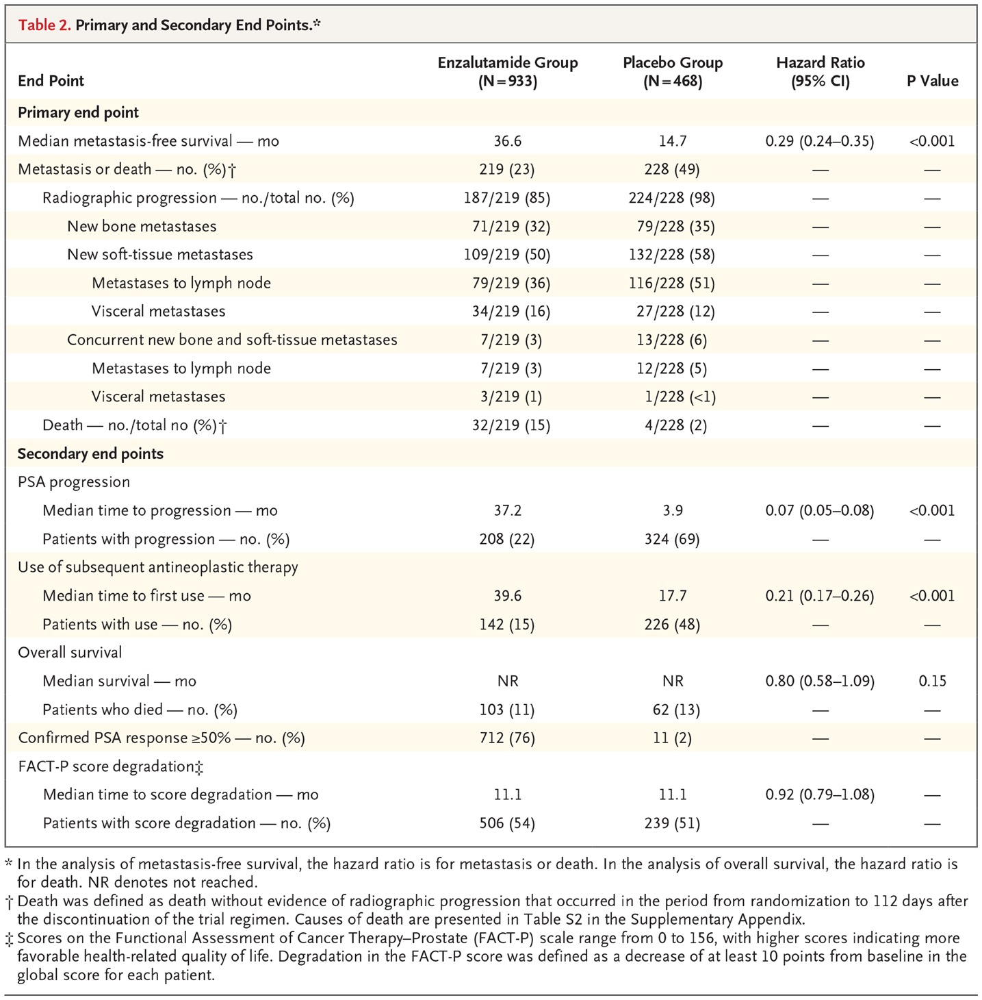 Table 2. Primary and Secondary End Points.*
End Point Enzalutamide Group (N=933) Placebo Group (N=468) Hazard Ratio (95% CI) P Value
Primary end point
Median metastasis-free survival — mo 36.6 14.7 0.29 (0.24–0.35) <0.001
Metastasis or death — no. (%)† 219 (23) 228 (49) — —
Radiographic progression — no./total no. (%) 187/219 (85) 224/228 (98) — —
New bone metastases 71/219 (32) 79/228 (35) — —
New soft-tissue metastases 109/219 (50) 132/228 (58) — —
Metastases to lymph node 79/219 (36) 116/228 (51) — —
Visceral metastases 34/219 (16) 27/228 (12) — —
Concurrent new bone and soft-tissue metastases 7/219 (3) 13/228 (6) — —
Metastases to lymph node 7/219 (3) 12/228 (5) — —
Visceral metastases 3/219 (1) 1/228 (<1) — —
Death — no./total no (%)† 32/219 (15) 4/228 (2) — —
Secondary end points
PSA progression
Median time to progression — mo 37.2 3.9 0.07 (0.05–0.08) <0.001
Patients with progression — no. (%) 208 (22) 324 (69) — —
Use of subsequent antineoplastic therapy
Median time to first use — mo 39.6 17.7 0.21 (0.17–0.26) <0.001
Patients with use — no. (%) 142 (15) 226 (48) — —
Overall survival
Median survival — mo NR NR 0.80 (0.58–1.09) 0.15
Patients who died — no. (%) 103 (11) 62 (13) — —
Confirmed PSA response ≥50% — no. (%) 712 (76) 11 (2) — —
FACT-P score degradation‡
Median time to score degradation — mo 11.1 11.1 0.92 (0.79–1.08) —
Patients with score degradation — no. (%) 506 (54) 239 (51) — —
* In the analysis of metastasis-free survival, the hazard ratio is for metastasis or death. In the analysis of overall survival, the hazard ratio is
for death. NR denotes not reached.
† Death was defined as death without evidence of radiographic progression that occurred in the period from randomization to 112 days after
the discontinuation of the trial regimen. Causes of death are presented in Table S2 in the Supplementary Appendix.
‡ Scores on the Functional Assessment of Cancer Therapy–Prostate (FACT-P) scale range from 0 to 156, with higher scores indicating more
favorable health-related quality of life. Degradation in the FACT-P score was defined as a decrease of at least 10 points from baseline in the
global score for each patient.